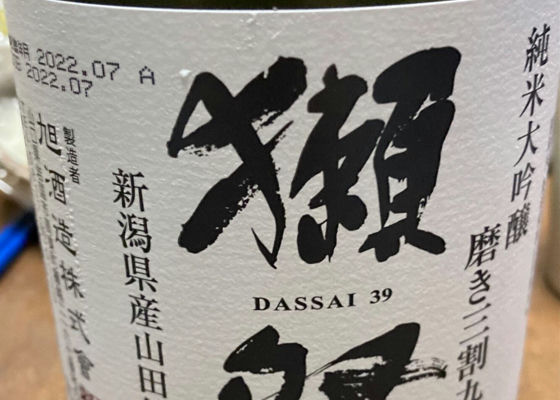 純米大吟醸
磨き三割九
獺
DASSAI 39
新潟県産山田
製造者
旭酒造株式會
2022.07 A
2022.07